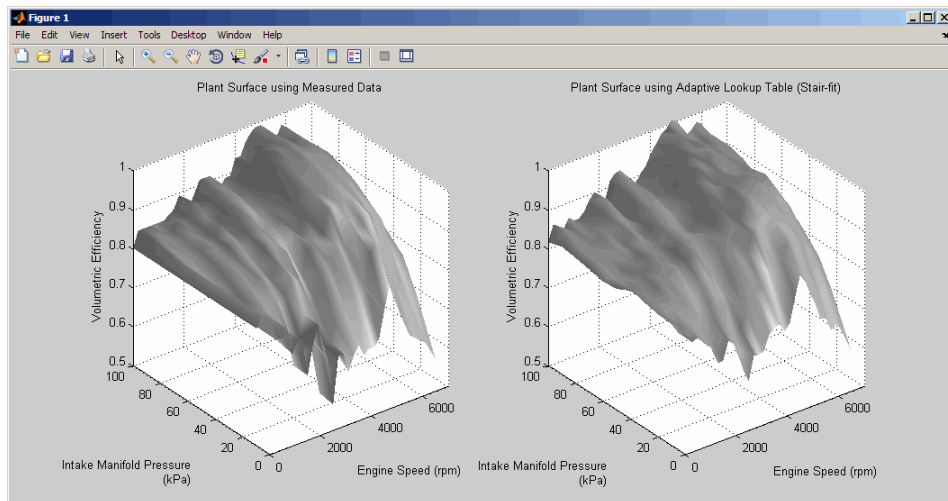 Figure 1
File Edit View Insert Tools Desktop Window Help
Plant Surface using Measured Data
1
0.9
0.8
0.7
0.6
0.5
Volumetric Efficiency
100
80
60
40
20
0
Intake Manifold Pressure
(kPa)
0
2000
4000
6000
Engine Speed (rpm)
Plant Surface using Adaptive Lookup Table (Stair-fit)
1
0.9
0.8
0.7
0.6
0.5
Volumetric Efficiency
100
80
60
40
20
0
Intake Manifold Pressure
(kPa)
0
2000
4000
6000
Engine Speed (rpm)